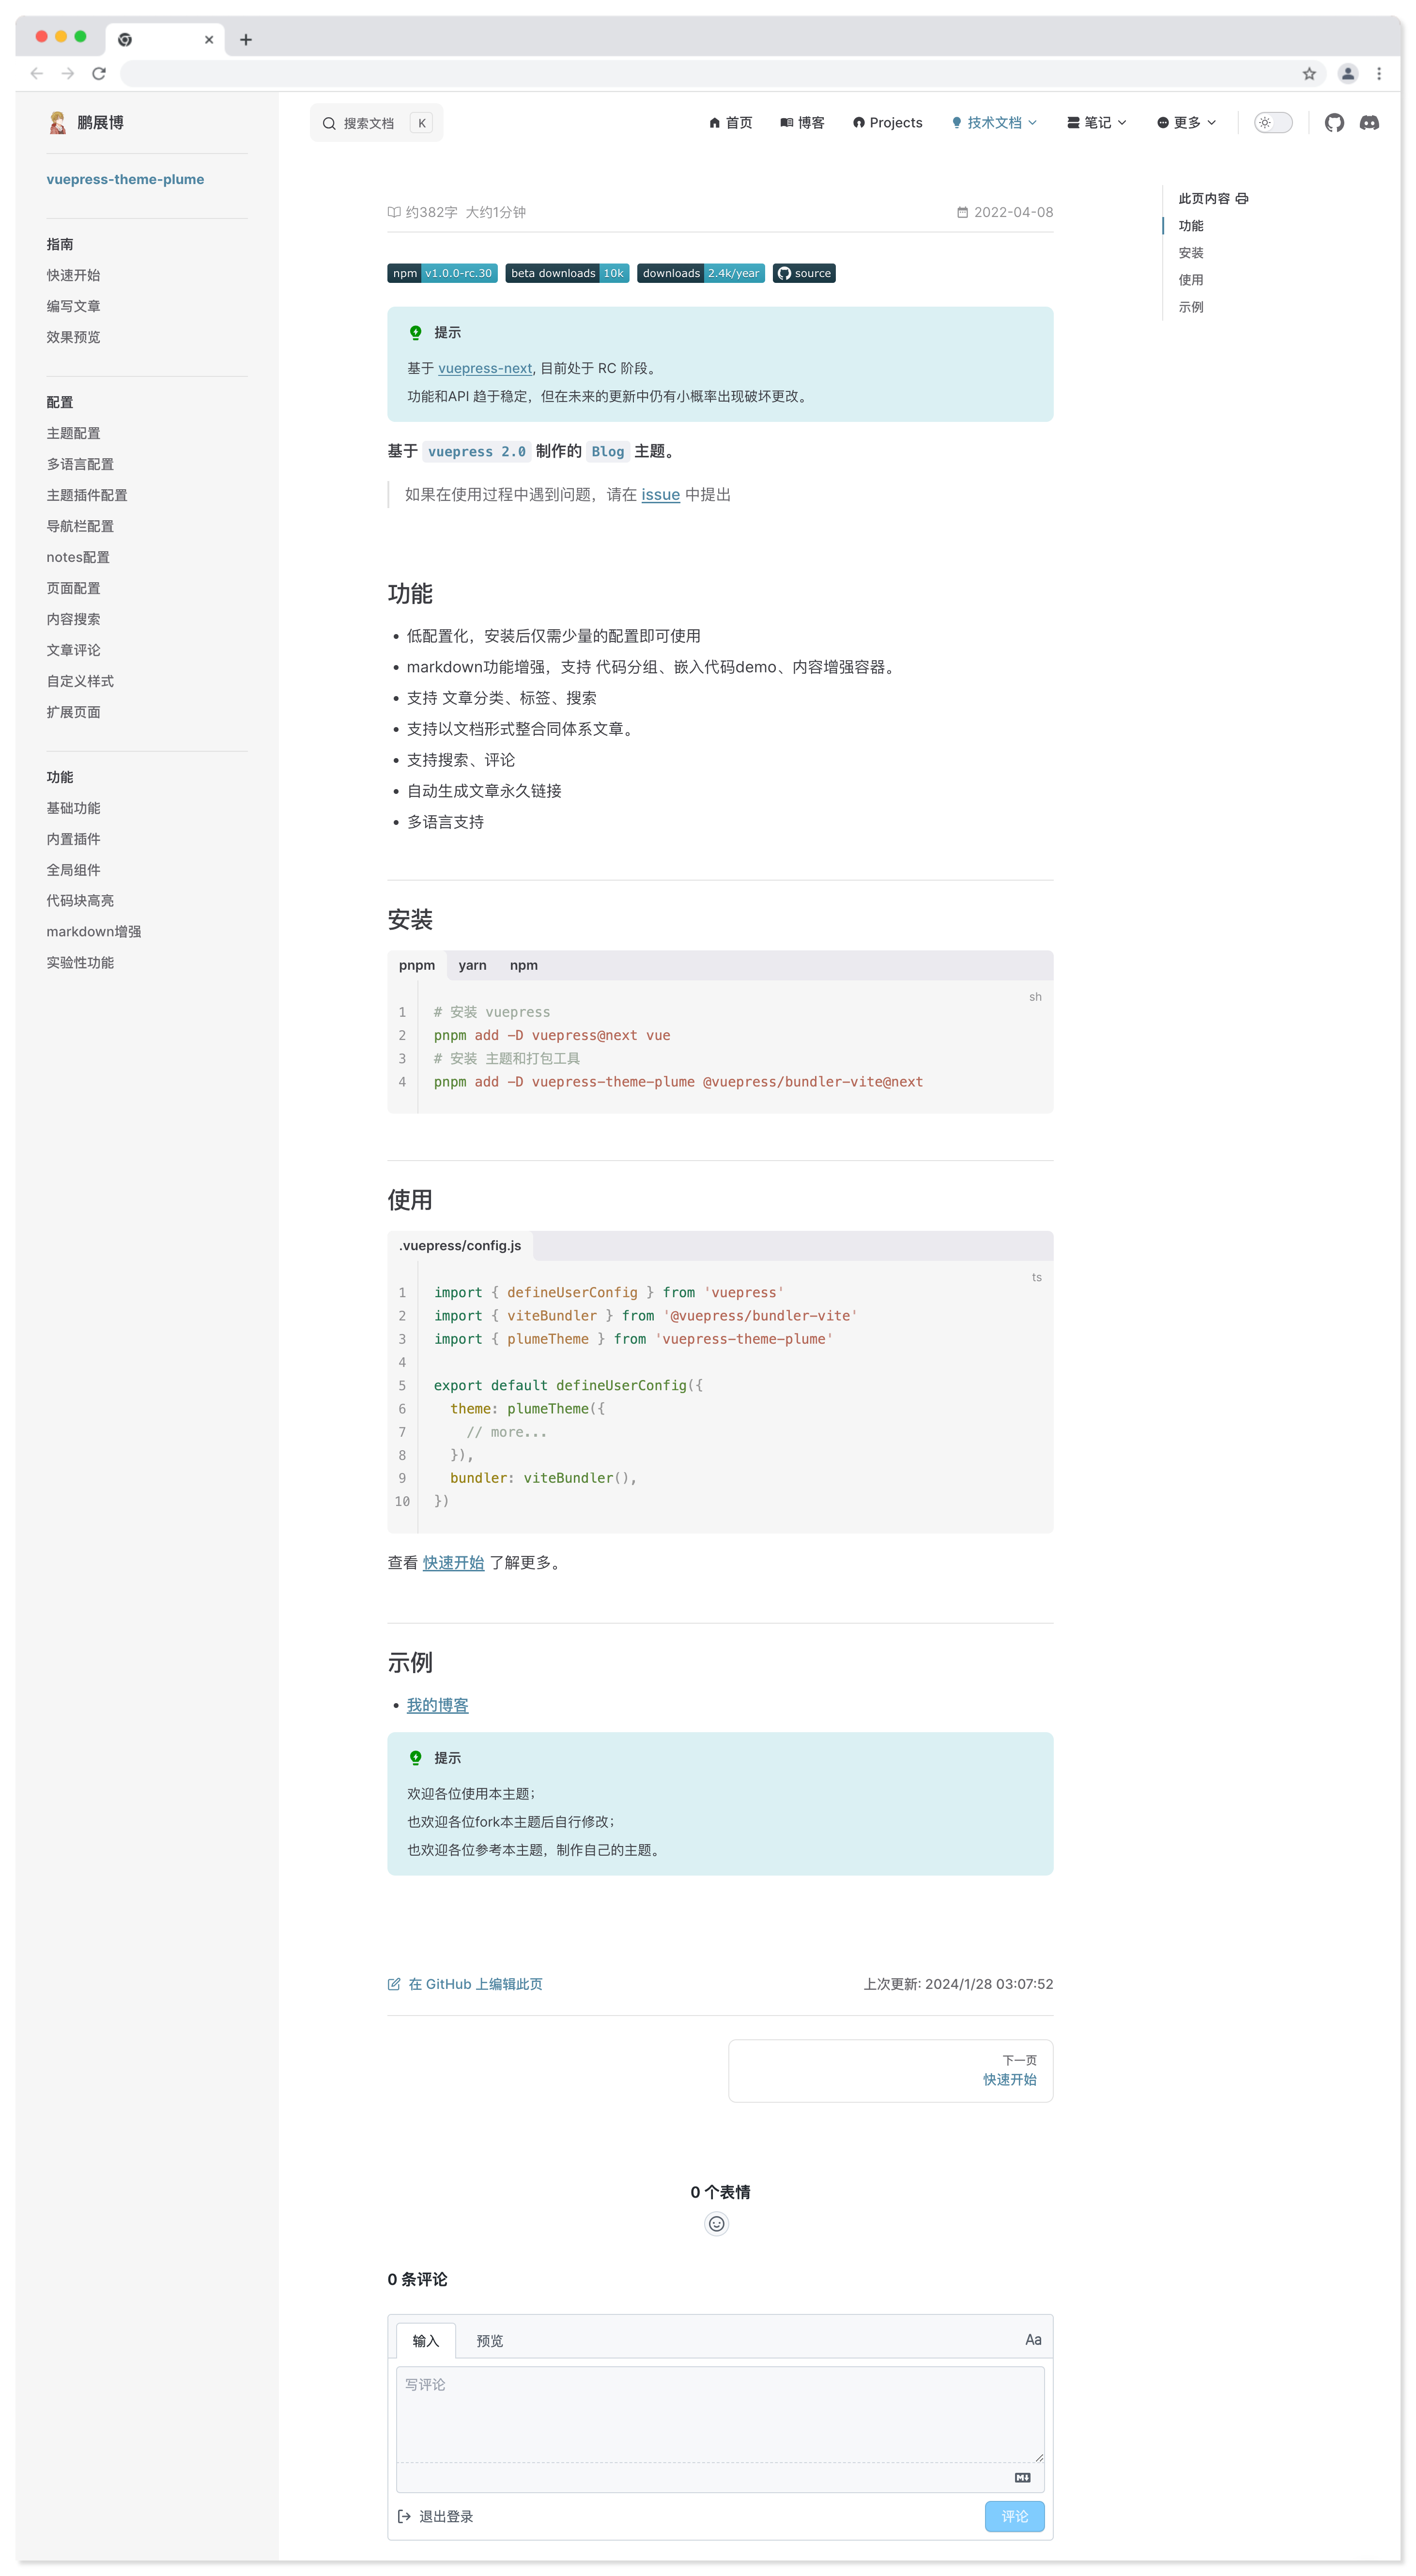 鹏展博
搜索文档 K
首页 博客 Projects 技术文档 笔记 更多
vuepress-theme-plume
指南
快速开始
编写文章
效果预览
配置
主题配置
多语言配置
主题插件配置
导航栏配置
notes配置
页面配置
内容搜索
文章评论
自定义样式
扩展页面
功能
基础功能
内置插件
全局组件
代码块高亮
markdown增强
实验性功能
约382字 大约1分钟 2022-04-08
npm v1.0.0-rc.30 beta downloads 10k downloads 2.4k/year source
提示
基于 vuepress-next, 目前处于 RC 阶段。
功能和API 趋于稳定，但在未来的更新中仍有小概率出现破坏更改。
基于 vuepress 2.0 制作的 Blog 主题。
如果在使用过程中遇到问题，请在 issue 中提出
功能
• 低配置化，安装后仅需少量的配置即可使用
• markdown功能增强，支持 代码分组、嵌入代码demo、内容增强容器。
• 支持 文章分类、标签、搜索
• 支持以文档形式整合同体系文章。
• 支持搜索、评论
• 自动生成文章永久链接
• 多语言支持
安装
pnpm yarn npm
sh
1 # 安装 vuepress
2 pnpm add -D vuepress@next vue
3 # 安装 主题和打包工具
4 pnpm add -D vuepress-theme-plume @vuepress/bundler-vite@next
使用
.vuepress/config.js
ts
1 import { defineUserConfig } from 'vuepress'
2 import { viteBundler } from '@vuepress/bundler-vite'
3 import { plumeTheme } from 'vuepress-theme-plume'
4
5 export default defineUserConfig({
6   theme: plumeTheme({
7     // more...
8   }),
9   bundler: viteBundler(),
10 })
查看 快速开始 了解更多。
示例
• 我的博客
提示
欢迎各位使用本主题；
也欢迎各位fork本主题后自行修改；
也欢迎各位参考本主题，制作自己的主题。
在 GitHub 上编辑此页 上次更新: 2024/1/28 03:07:52
下一页
快速开始
0 个表情
0 条评论
输入 预览 Aa
写评论
M
退出登录 评论
此页内容
功能
安装
使用
示例